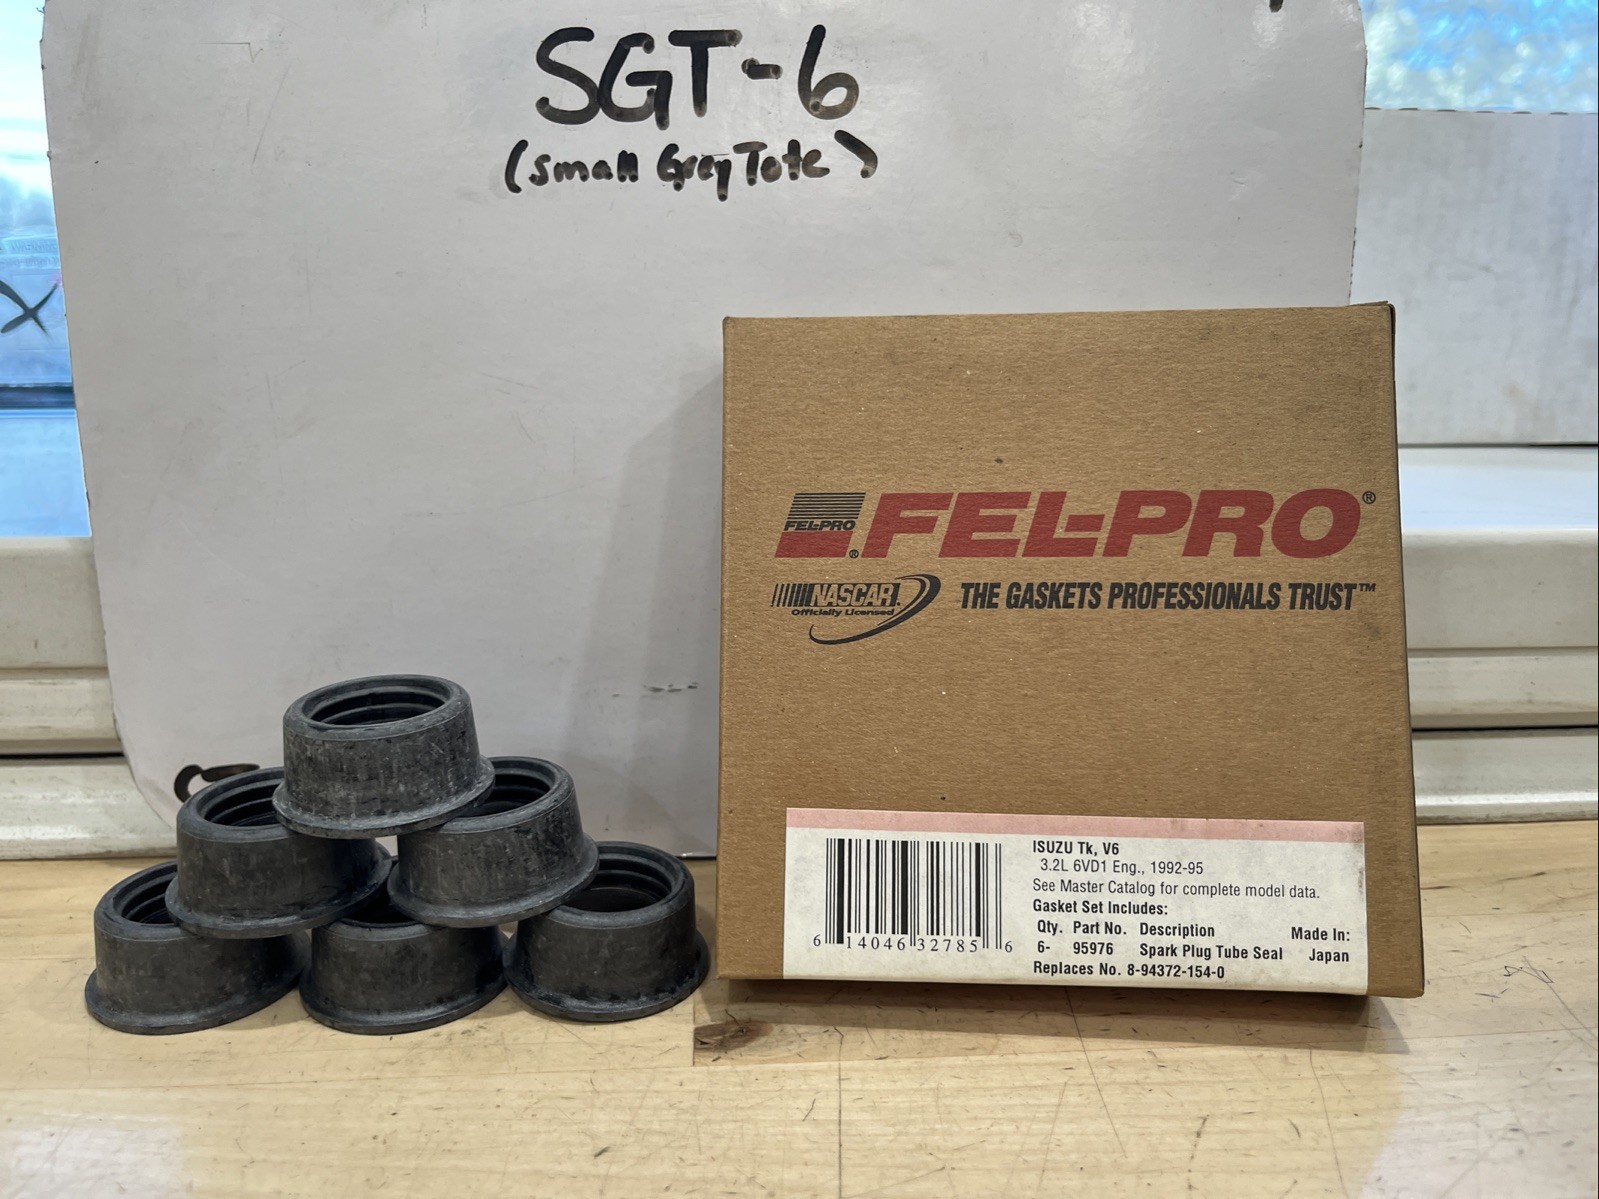 SGT-6
(small Grey Tote)
X
FEL-PRO®
FEL-PRO®
NASCAR®
Officially Licensed
THE GASKETS PROFESSIONALS TRUST™
ISUZU Tk, V6
3.2L 6VD1 Eng., 1992-95
See Master Catalog for complete model data.
Gasket Set Includes:
Qty. Part No. Description Made In:
6- 95976 Spark Plug Tube Seal Japan
Replaces No. 8-94372-154-0
6 14046 32785 6